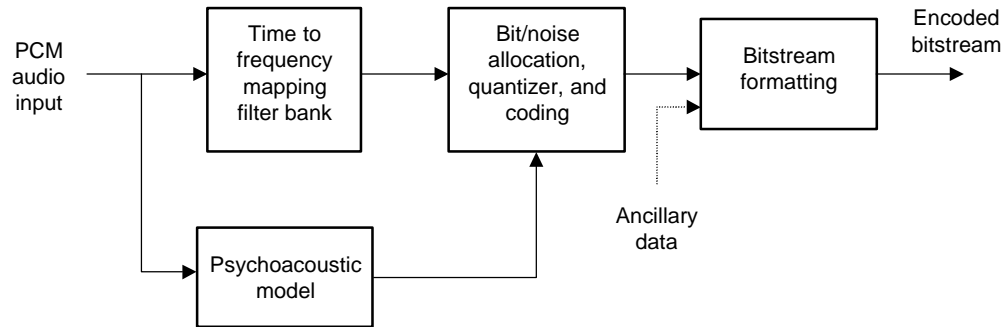 PCM
audio
input
Time to
frequency
mapping
filter bank
Bit/noise
allocation,
quantizer, and
coding
Bitstream
formatting
Encoded
bitstream
Psychoacoustic
model
Ancillary
data